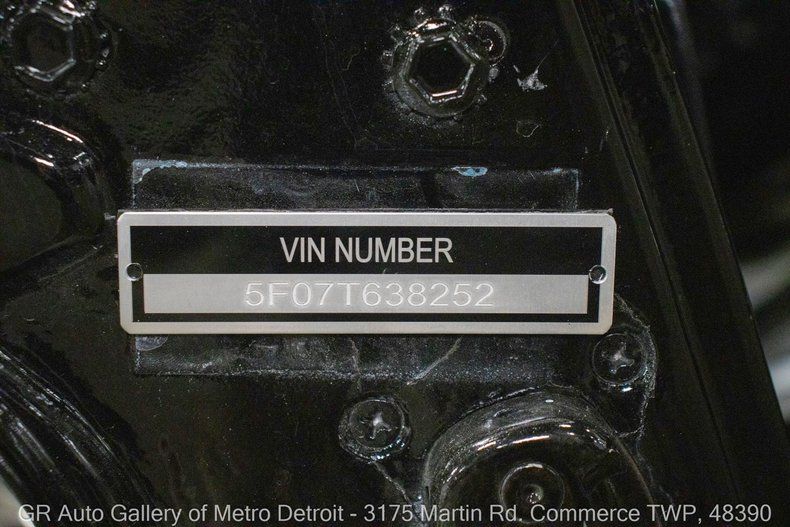 VIN NUMBER
5F07T638252
GR Auto Gallery of Metro Detroit - 3175 Martin Rd. Commerce TWP, 48390